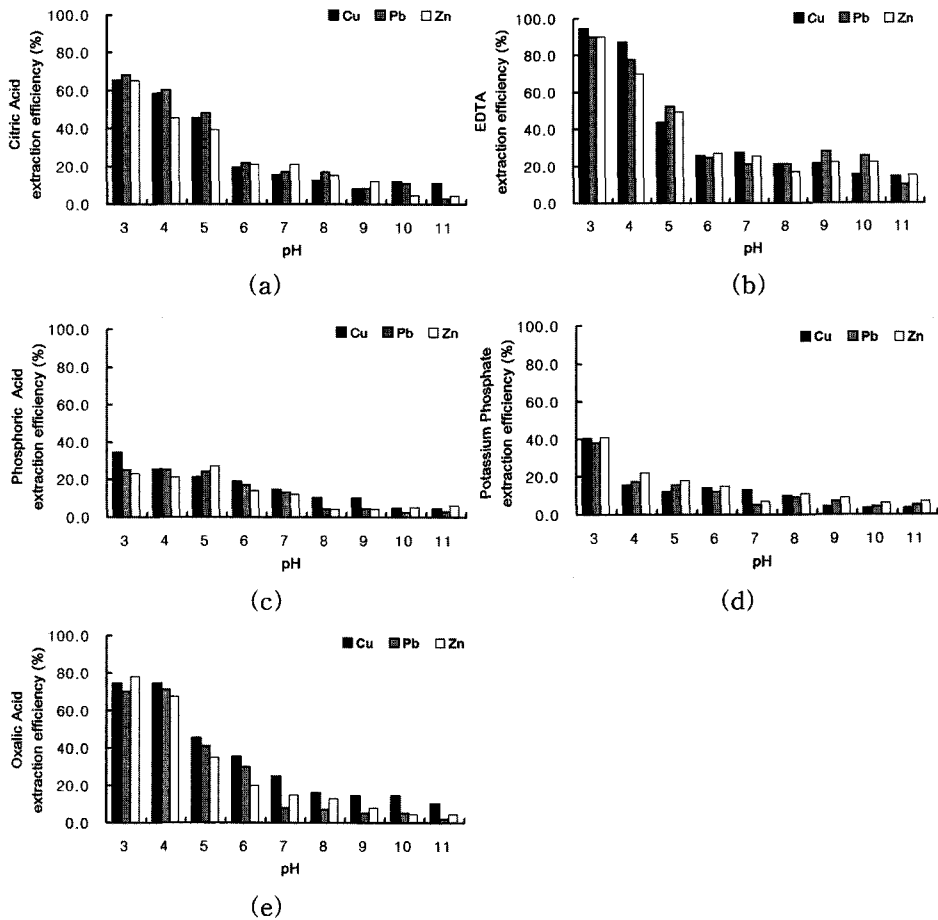 Cu Pb Zn
Citric Acid
extraction efficiency (%)
100.0
80.0
60.0
40.0
20.0
0.0
3 4 5 6 7 8 9 10 11
pH
(a)
Cu Pb Zn
EDTA
extraction efficiency (%)
100.0
80.0
60.0
40.0
20.0
0.0
3 4 5 6 7 8 9 10 11
pH
(b)
Cu Pb Zn
Phosphoric Acid
extraction efficiency (%)
100.0
80.0
60.0
40.0
20.0
0.0
3 4 5 6 7 8 9 10 11
pH
(c)
Cu Pb Zn
Potassium Phosphate
extraction efficiency (%)
100.0
80.0
60.0
40.0
20.0
0.0
3 4 5 6 7 8 9 10 11
pH
(d)
Cu Pb Zn
Oxalic Acid
extraction efficiency (%)
100.0
80.0
60.0
40.0
20.0
0.0
3 4 5 6 7 8 9 10 11
pH
(e)